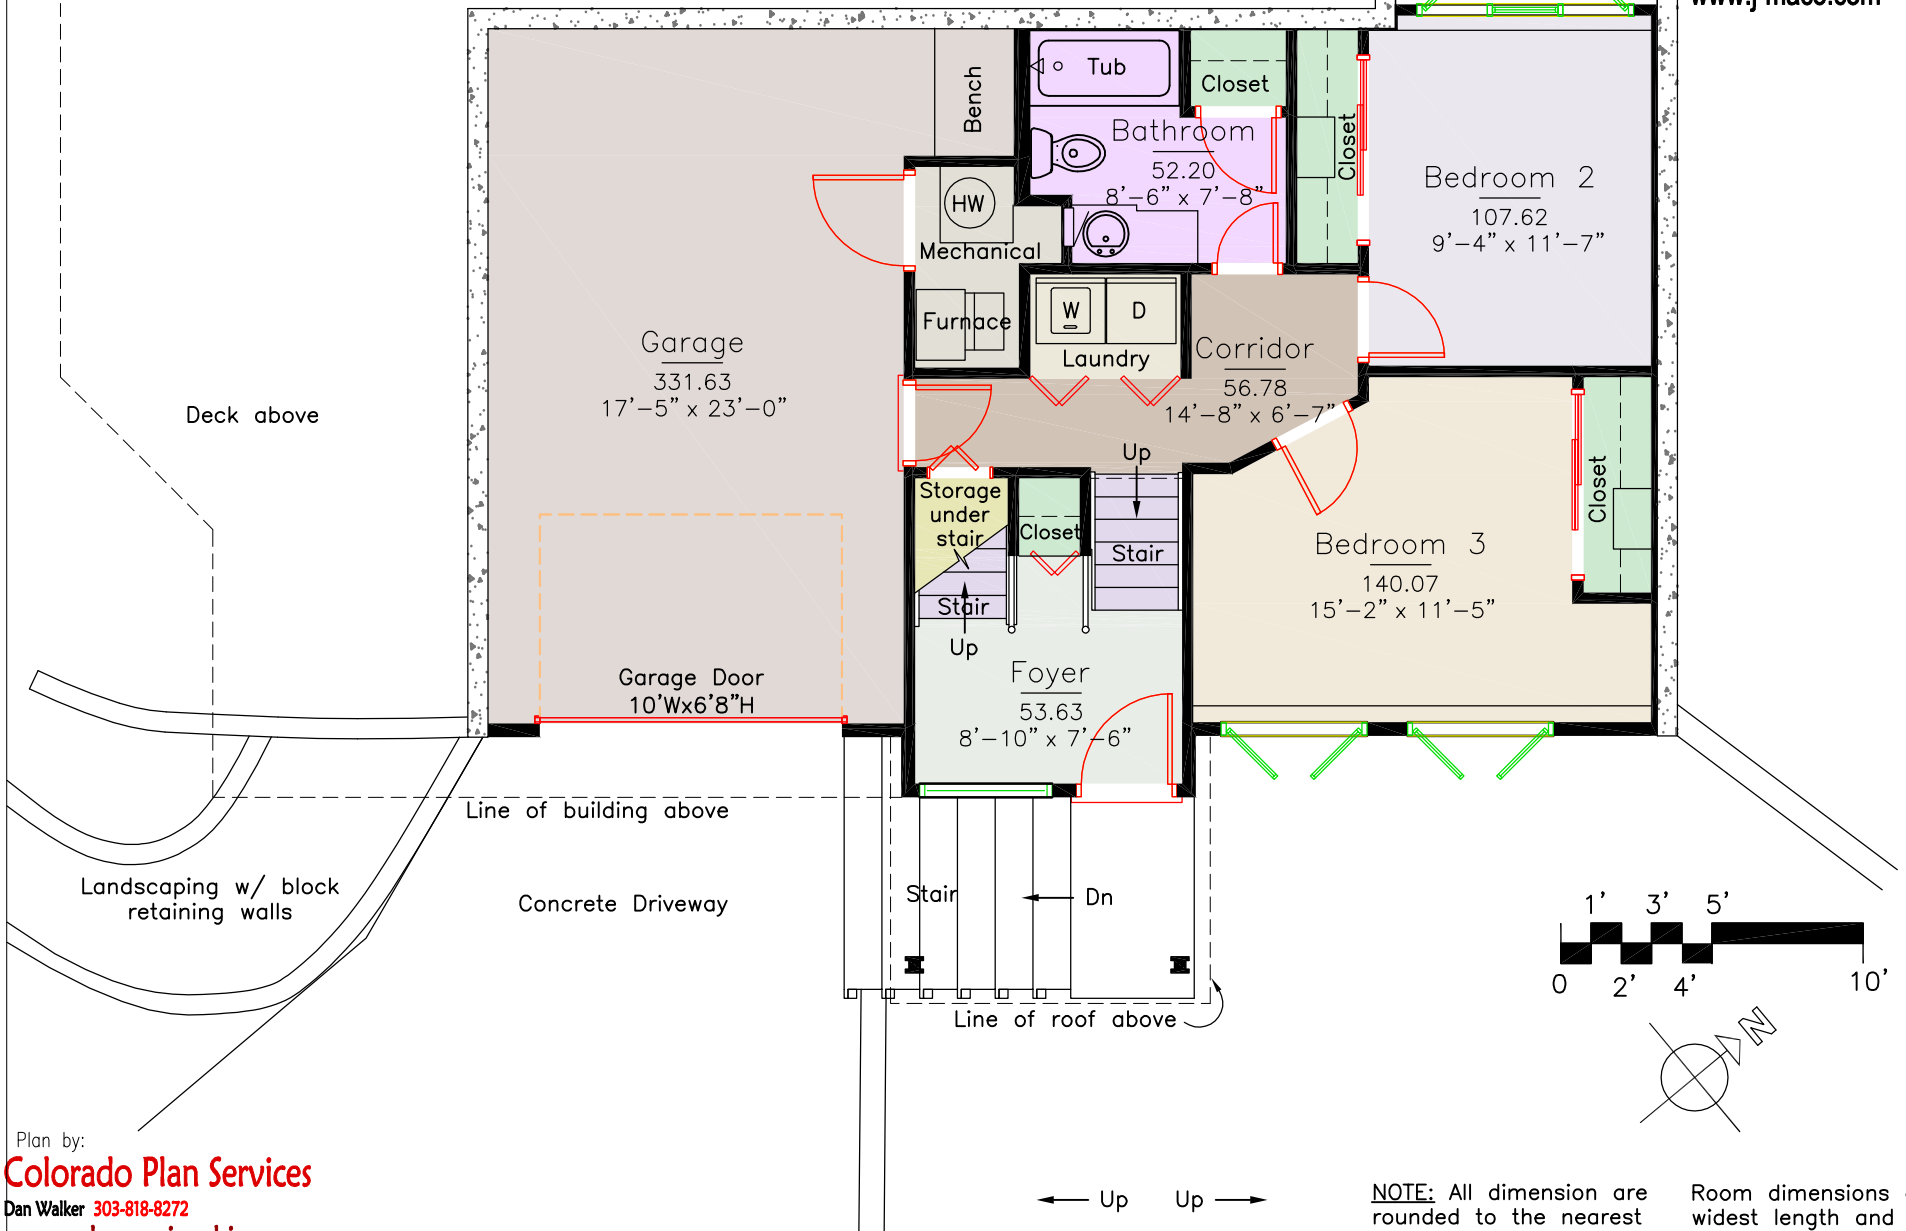 www.j-maco.com
Bench
Tub
Closet
Bathroom
52.20
8'-6" x 7'-8"
Closet
Bedroom 2
107.62
9'-4" x 11'-7"
HW
Mechanical
Furnace
W
D
Laundry
Corridor
56.78
14'-8" x 6'-7"
Garage
331.63
17'-5" x 23'-0"
Deck above
Up
Storage
under
stair
Closet
Stair
Stair
Up
Bedroom 3
140.07
15'-2" x 11'-5"
Closet
Garage Door
10'Wx6'8"H
Foyer
53.63
8'-10" x 7'-6"
Line of building above
Landscaping w/ block
retaining walls
Concrete Driveway
Stair
Dn
Line of roof above
1' 3' 5'
0 2' 4' 10'
N
Plan by:
Colorado Plan Services
Dan Walker 303-818-8272
Up Up
NOTE: All dimension are
rounded to the nearest
Room dimensions
widest length and